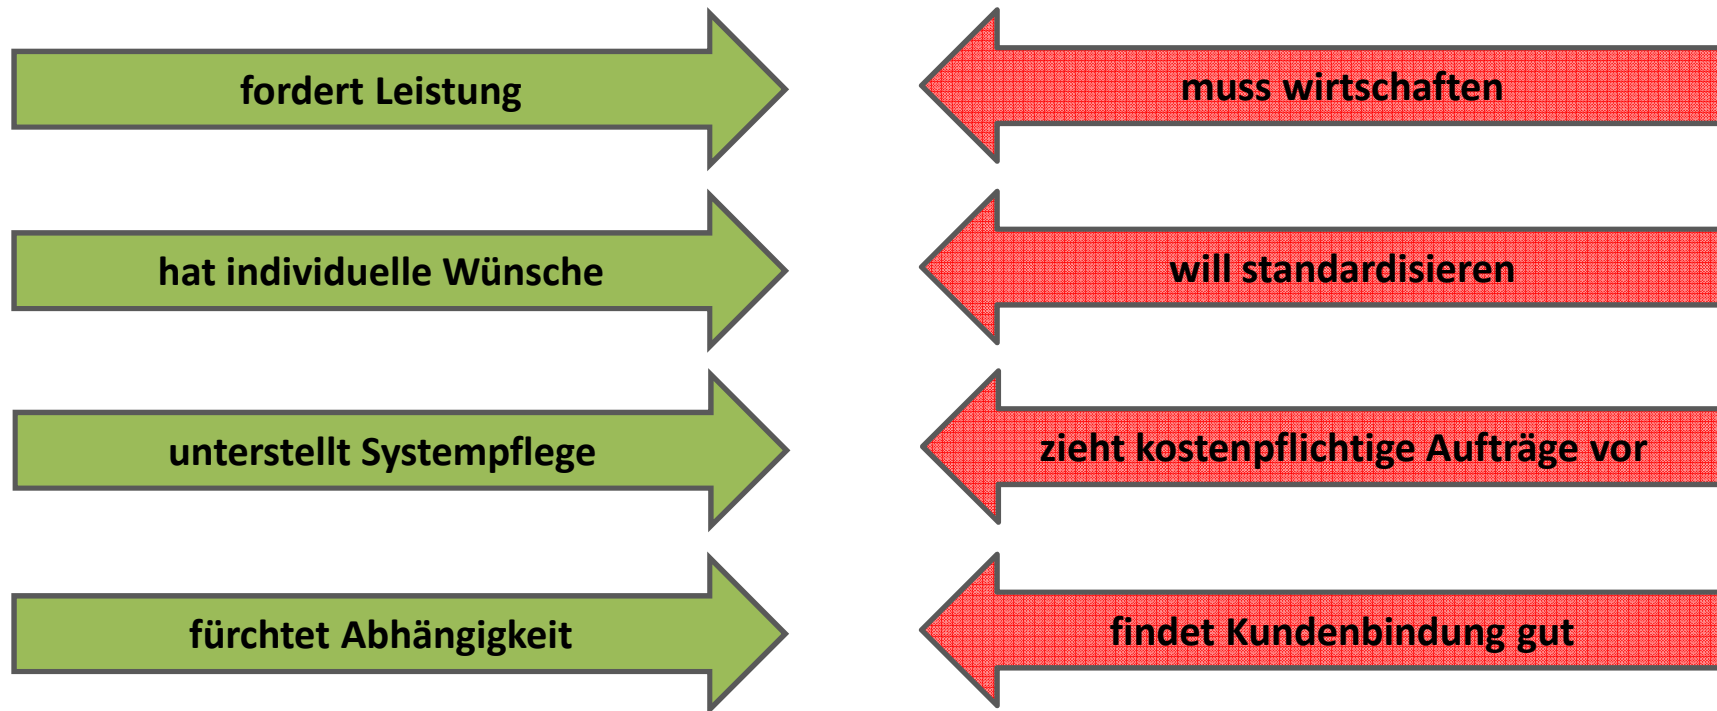 fordert Leistung
muss wirtschaften
hat individuelle Wünsche
will standardisieren
unterstellt Systempflege
zieht kostenpflichtige Aufträge vor
fürchtet Abhängigkeit
findet Kundenbindung gut